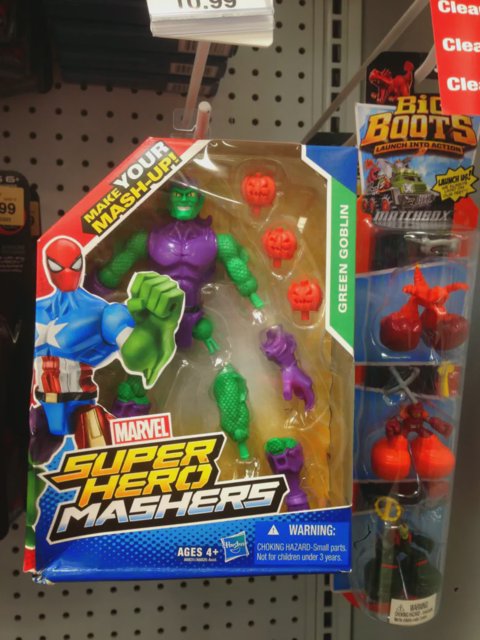 10.99
Clea
Clea
Clea
99
MAKE YOUR
MASH-UP!
GREEN GOBLIN
MARVEL
SUPER
HERO
MASHERS
AGES 4+
Hasbro
WARNING:
CHOKING HAZARD-Small parts.
Not for children under 3 years.
BIG
BOOTS
LAUNCH INTO ACTION
LAUNCH
MATCHBOX
WARNING: